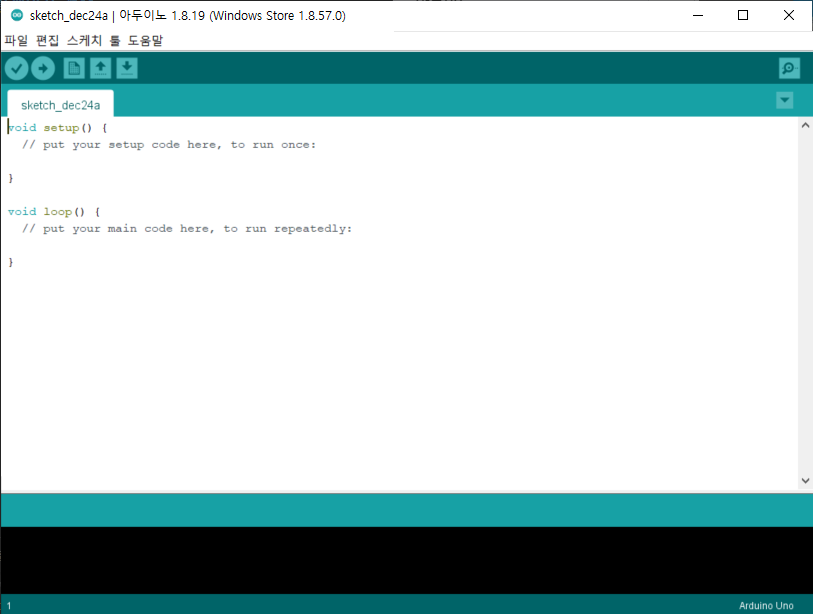 sketch_dec24a | 아두이노 1.8.19 (Windows Store 1.8.57.0)
파일 편집 스케치 툴 도움말
sketch_dec24a
void setup() {
  // put your setup code here, to run once:
}
void loop() {
  // put your main code here, to run repeatedly:
}
1
Arduino Uno